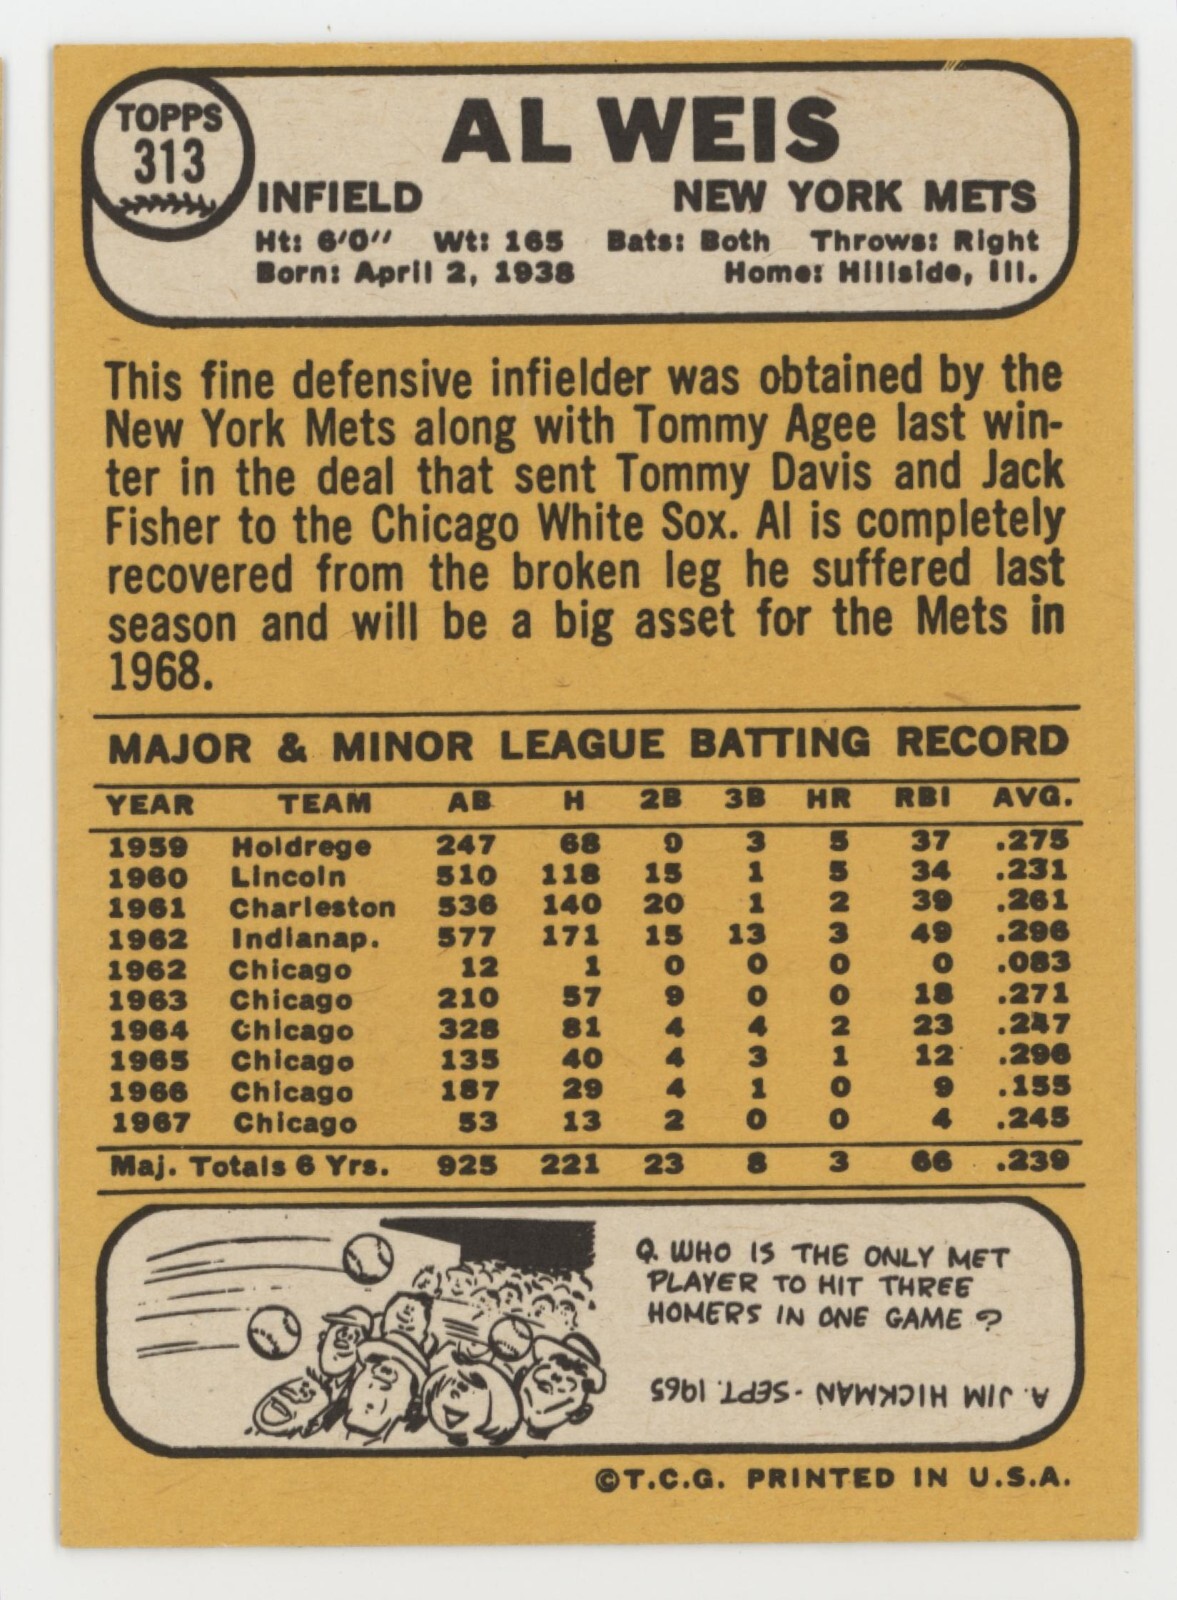 TOPPS
313
AL WEIS
INFIELD NEW YORK METS
Ht: 6'0" Wt: 165 Bats: Both Throws: Right
Born: April 2, 1938 Home: Hillside, Ill.
This fine defensive infielder was obtained by the
New York Mets along with Tommy Agee last win-
ter in the deal that sent Tommy Davis and Jack
Fisher to the Chicago White Sox. Al is completely
recovered from the broken leg he suffered last
season and will be a big asset for the Mets in
1968.
MAJOR & MINOR LEAGUE BATTING RECORD
YEAR TEAM AB H 2B 3B HR RBI AVG.
1959 Holdrege 247 68 9 3 5 37 .275
1960 Lincoln 510 118 15 1 5 34 .231
1961 Charleston 536 140 20 1 2 39 .261
1962 Indianap. 577 171 15 13 3 49 .296
1962 Chicago 12 1 0 0 0 0 .083
1963 Chicago 210 57 9 0 0 18 .271
1964 Chicago 328 81 4 4 2 23 .247
1965 Chicago 135 40 4 3 1 12 .296
1966 Chicago 187 29 4 1 0 9 .155
1967 Chicago 53 13 2 0 0 4 .245
Maj. Totals 6 Yrs. 925 221 23 8 3 66 .239
Q. WHO IS THE ONLY MET
PLAYER TO HIT THREE
HOMERS IN ONE GAME?
A. JIM HICKMAN - SEPT. 1965
©T.C.G. PRINTED IN U.S.A.